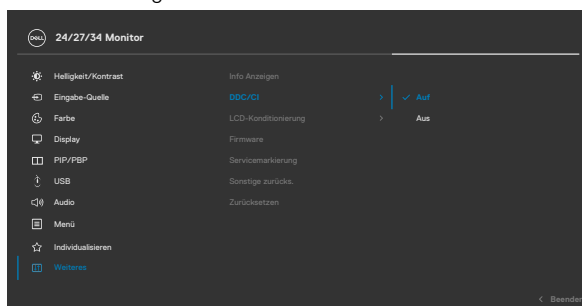 DELL 24/27/34 Monitor
Helligkeit/Kontrast
Eingabe-Quelle
Farbe
Display
PIP/PBP
USB
Audio
Menü
Individualisieren
Weiteres
Info Anzeigen
DDC/CI
LCD-Konditionierung
Firmware
Servicemarkierung
Sonstige zurücks.
Zurücksetzen
Auf
Aus
Beenden